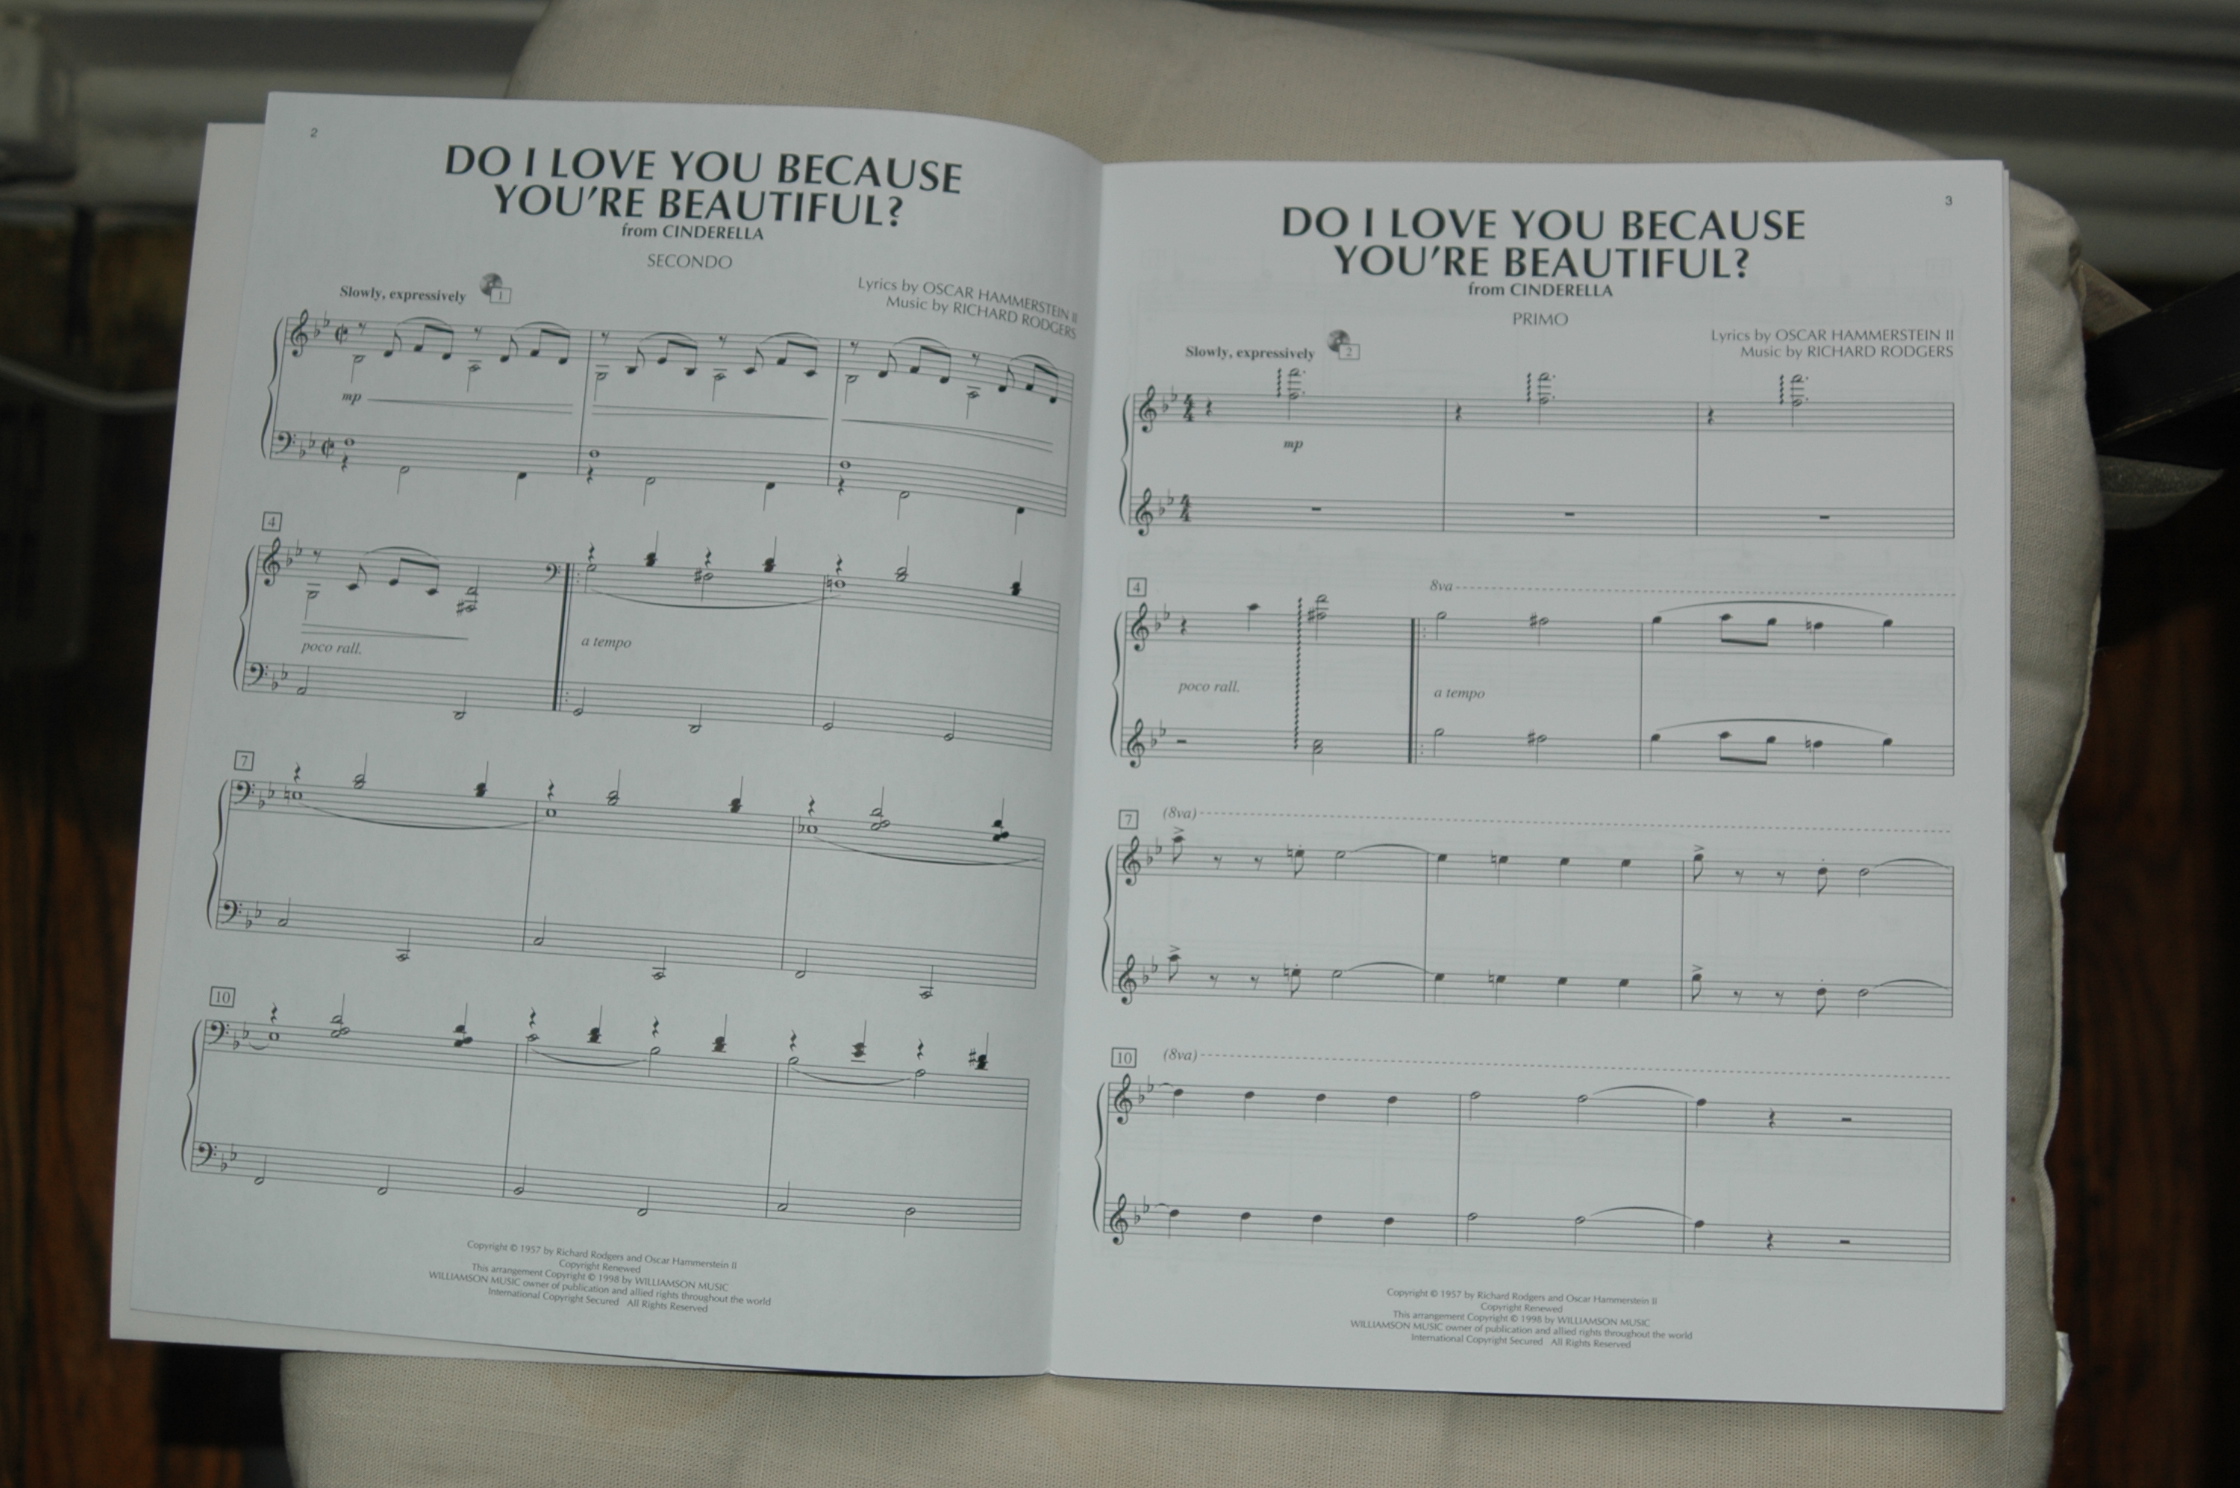 2
DO I LOVE YOU BECAUSE
YOU'RE BEAUTIFUL?
from CINDERELLA
SECONDO
Lyrics by OSCAR HAMMERSTEIN II
Music by RICHARD RODGERS
Slowly, expressively
1
mp
4
poco rall.
a tempo
7
10
Copyright © 1957 by Richard Rodgers and Oscar Hammerstein II
Copyright Renewed
This arrangement Copyright © 1998 by WILLIAMSON MUSIC
WILLIAMSON MUSIC owner of publication and allied rights throughout the world
International Copyright Secured All Rights Reserved
3
DO I LOVE YOU BECAUSE
YOU'RE BEAUTIFUL?
from CINDERELLA
PRIMO
Lyrics by OSCAR HAMMERSTEIN II
Music by RICHARD RODGERS
Slowly, expressively
2
4
4
mp
4
4
4
8va
poco rall.
a tempo
7
(8va)
10
(8va)
Copyright © 1957 by Richard Rodgers and Oscar Hammerstein II
Copyright Renewed
This arrangement Copyright © 1998 by WILLIAMSON MUSIC
WILLIAMSON MUSIC owner of publication and allied rights throughout the world
International Copyright Secured All Rights Reserved